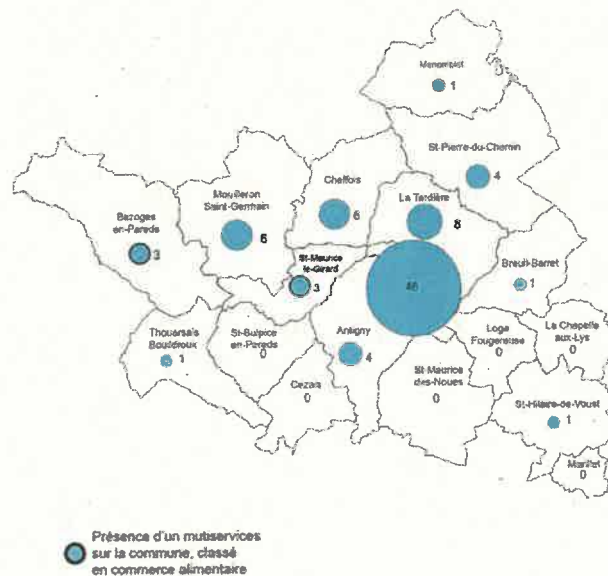 Menomblet
1
St-Pierre-du-Chemin
4
Cheffois
6
La Tardière
8
Mouilleron
Saint-Germain
6
Bazoges
en-Pareds
3
St-Maurice
le-Girard
3
46
Breuil-Barret
1
Thouarsais
Bouildroux
1
St-Sulpice
en-Pareds
0
Antigny
4
Cezais
0
St-Maurice
des-Noues
0
Loge
Fougereuse
0
La Chapelle
aux-Lys
0
St-Hilaire-de-Voust
1
Marillet
0
Présence d'un mutiservices
sur la commune, classé
en commerce alimentaire